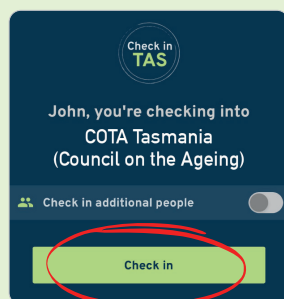 Check in
TAS
John, you're checking into
COTA Tasmania
(Council on the Ageing)
Check in additional people
Check in